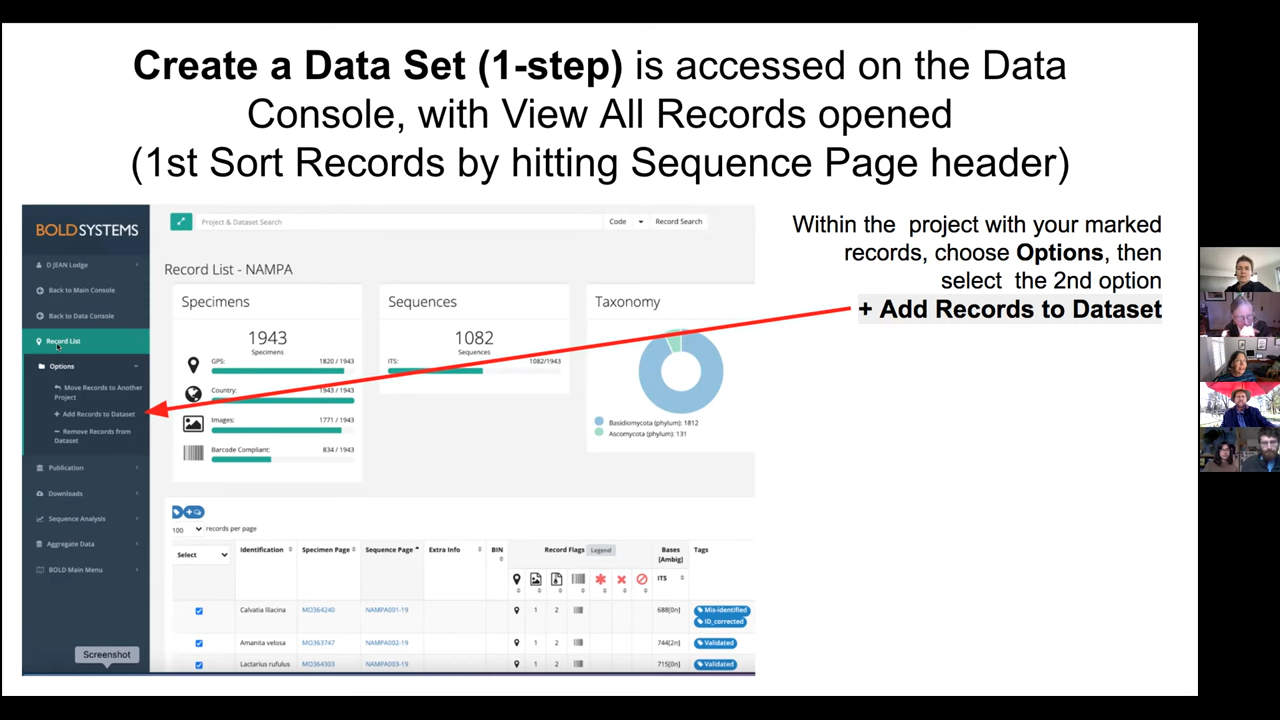 Create a Data Set (1-step) is accessed on the Data
Console, with View All Records opened
(1st Sort Records by hitting Sequence Page header)
Within the project with your marked
records, choose Options, then
select the 2nd option
+ Add Records to Dataset
BOLDSYSTEMS
D JEAN Lodge
Back to Main Console
Back to Data Console
Record List
Options
Move Records to Another
Project
+ Add Records to Dataset
− Remove Records from
Dataset
Publication
Downloads
Sequence Analysis
Aggregate Data
BOLD Main Menu
Screenshot
Project & Dataset Search
Code
Record Search
Record List - NAMPA
Specimens
1943
Specimens
GPS: 1820 / 1943
Country: 1943 / 1943
Images: 1771 / 1943
Barcode Compliant: 834 / 1943
Sequences
1082
Sequences
ITS: 1082/1943
Taxonomy
Basidiomycota (phylum): 1812
Ascomycota (phylum): 131
100 records per page
Select Identification Specimen Page Sequence Page Extra Info BIN Record Flags Legend Bases [Ambig] Tags
ITS
Calvatia lilacina MO364240 NAMPA001-19 1 2 688[0n] Mis-identified
ID_corrected
Amanita velosa MO363747 NAMPA002-19 1 2 744[2n] Validated
Lactarius rufulus MO364303 NAMPA003-19 1 2 715[0n] Validated